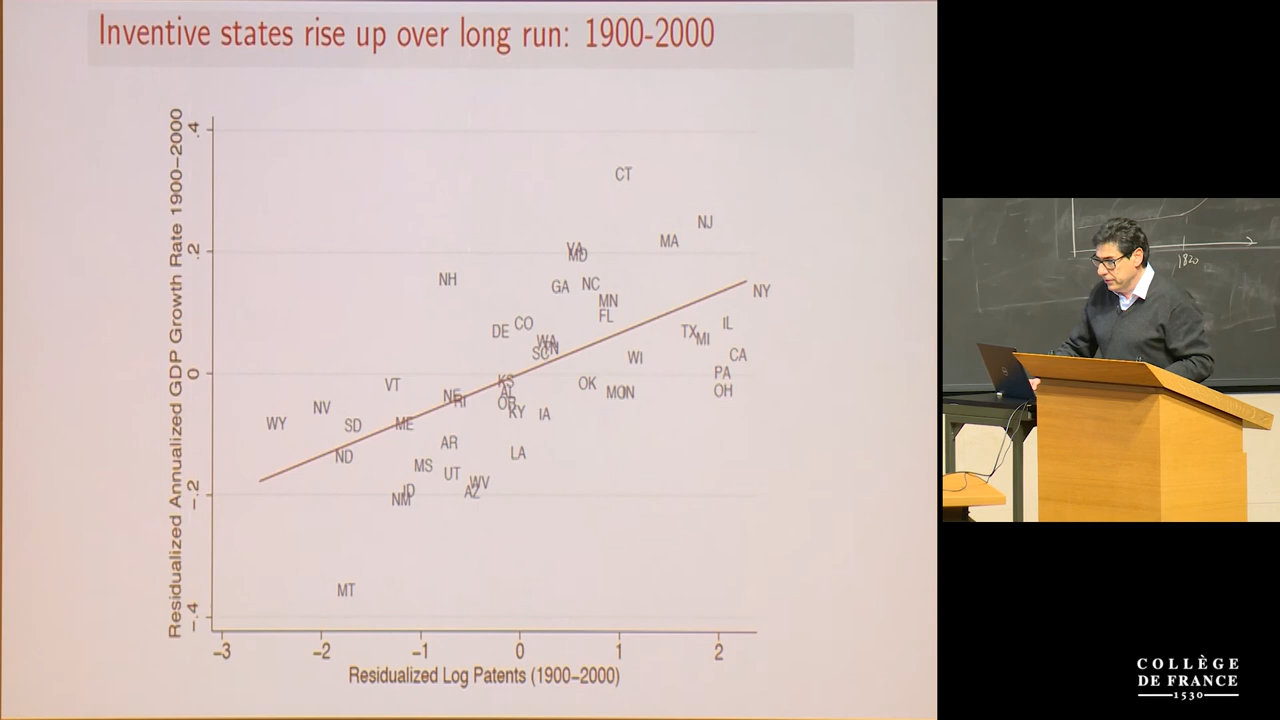 Inventive states rise up over long run: 1900-2000
Residualized Annualized GDP Growth Rate 1900–2000
.4
.2
0
−.2
−.4
CT
NJ
MA
VA
MD
NH
GA
NC
NY
MN
FL
CO
DE
IL
TX
MI
WA
SC
WI
CA
PA
KS
OK
VT
OH
AL
MO
NE
RI
OR
NV
KY
IA
WY
SD
ME
AR
LA
ND
MS
UT
WV
ID
AZ
NM
MT
−3
−2
−1
0
1
2
Residualized Log Patents (1900−2000)
1820
COLLÈGE
DE FRANCE
1530